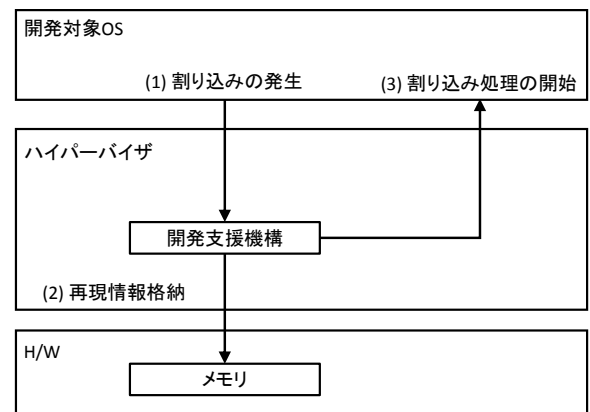 開発対象OS
(1) 割り込みの発生
(3) 割り込み処理の開始
ハイパーバイザ
開発支援機構
(2) 再現情報格納
H/W
メモリ